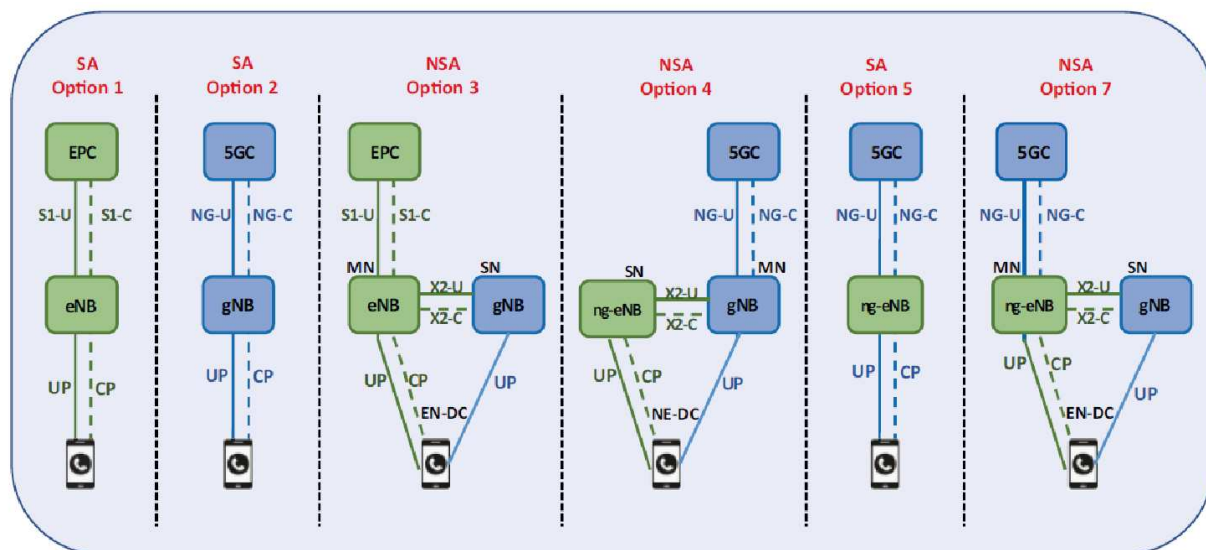 SA
Option 1
SA
Option 2
NSA
Option 3
NSA
Option 4
SA
Option 5
NSA
Option 7
EPC
5GC
EPC
5GC
5GC
5GC
S1-U
S1-C
NG-U
NG-C
S1-U
S1-C
NG-U
NG-C
NG-U
NG-C
NG-U
NG-C
MN
SN
SN
MN
MN
SN
eNB
gNB
eNB
X2-U
X2-C
gNB
ng-eNB
X2-U
X2-C
gNB
ng-eNB
ng-eNB
X2-U
X2-C
gNB
UP
CP
UP
CP
UP
CP
UP
EN-DC
UP
CP
UP
NE-DC
UP
CP
UP
CP
UP
EN-DC